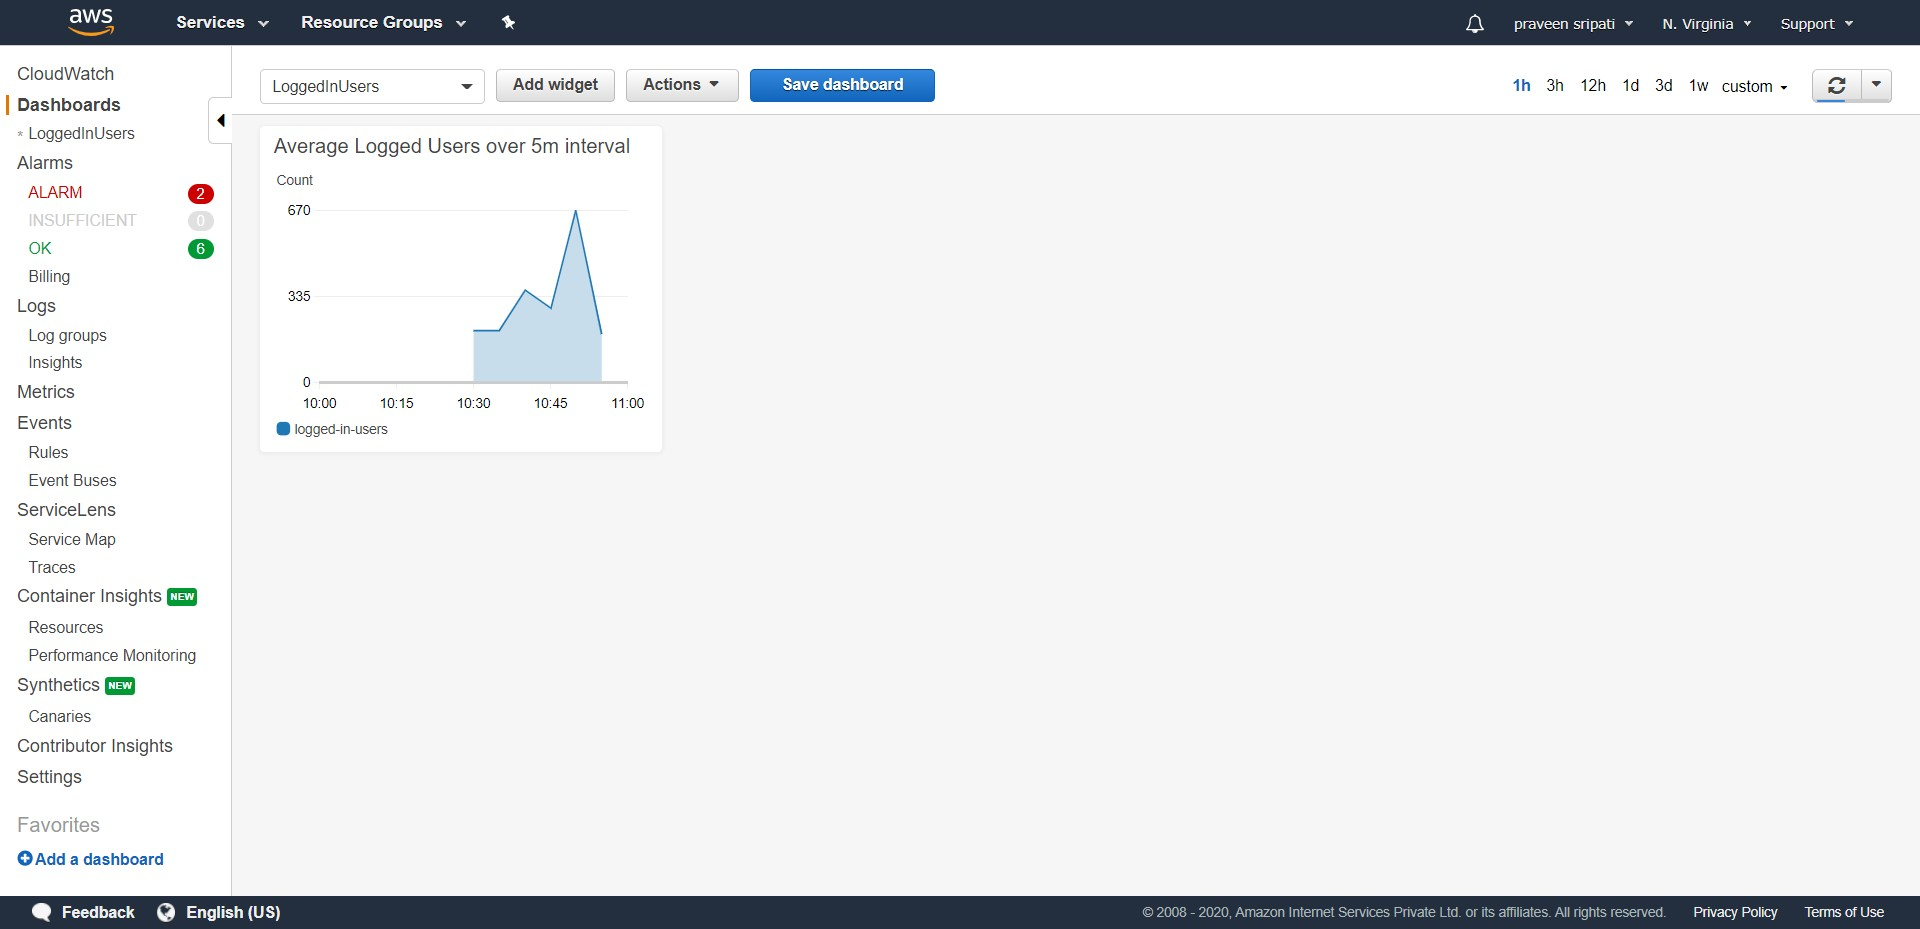 aws
Services
Resource Groups
praveen sripati
N. Virginia
Support
CloudWatch
Dashboards
* LoggedInUsers
Alarms
ALARM 2
INSUFFICIENT 0
OK 6
Billing
Logs
Log groups
Insights
Metrics
Events
Rules
Event Buses
ServiceLens
Service Map
Traces
Container Insights NEW
Resources
Performance Monitoring
Synthetics NEW
Canaries
Contributor Insights
Settings
Favorites
Add a dashboard
LoggedInUsers
Add widget
Actions
Save dashboard
1h 3h 12h 1d 3d 1w custom
Average Logged Users over 5m interval
Count
670
335
0
10:00 10:15 10:30 10:45 11:00
logged-in-users
Feedback
English (US)
© 2008 - 2020, Amazon Internet Services Private Ltd. or its affiliates. All rights reserved.
Privacy Policy
Terms of Use